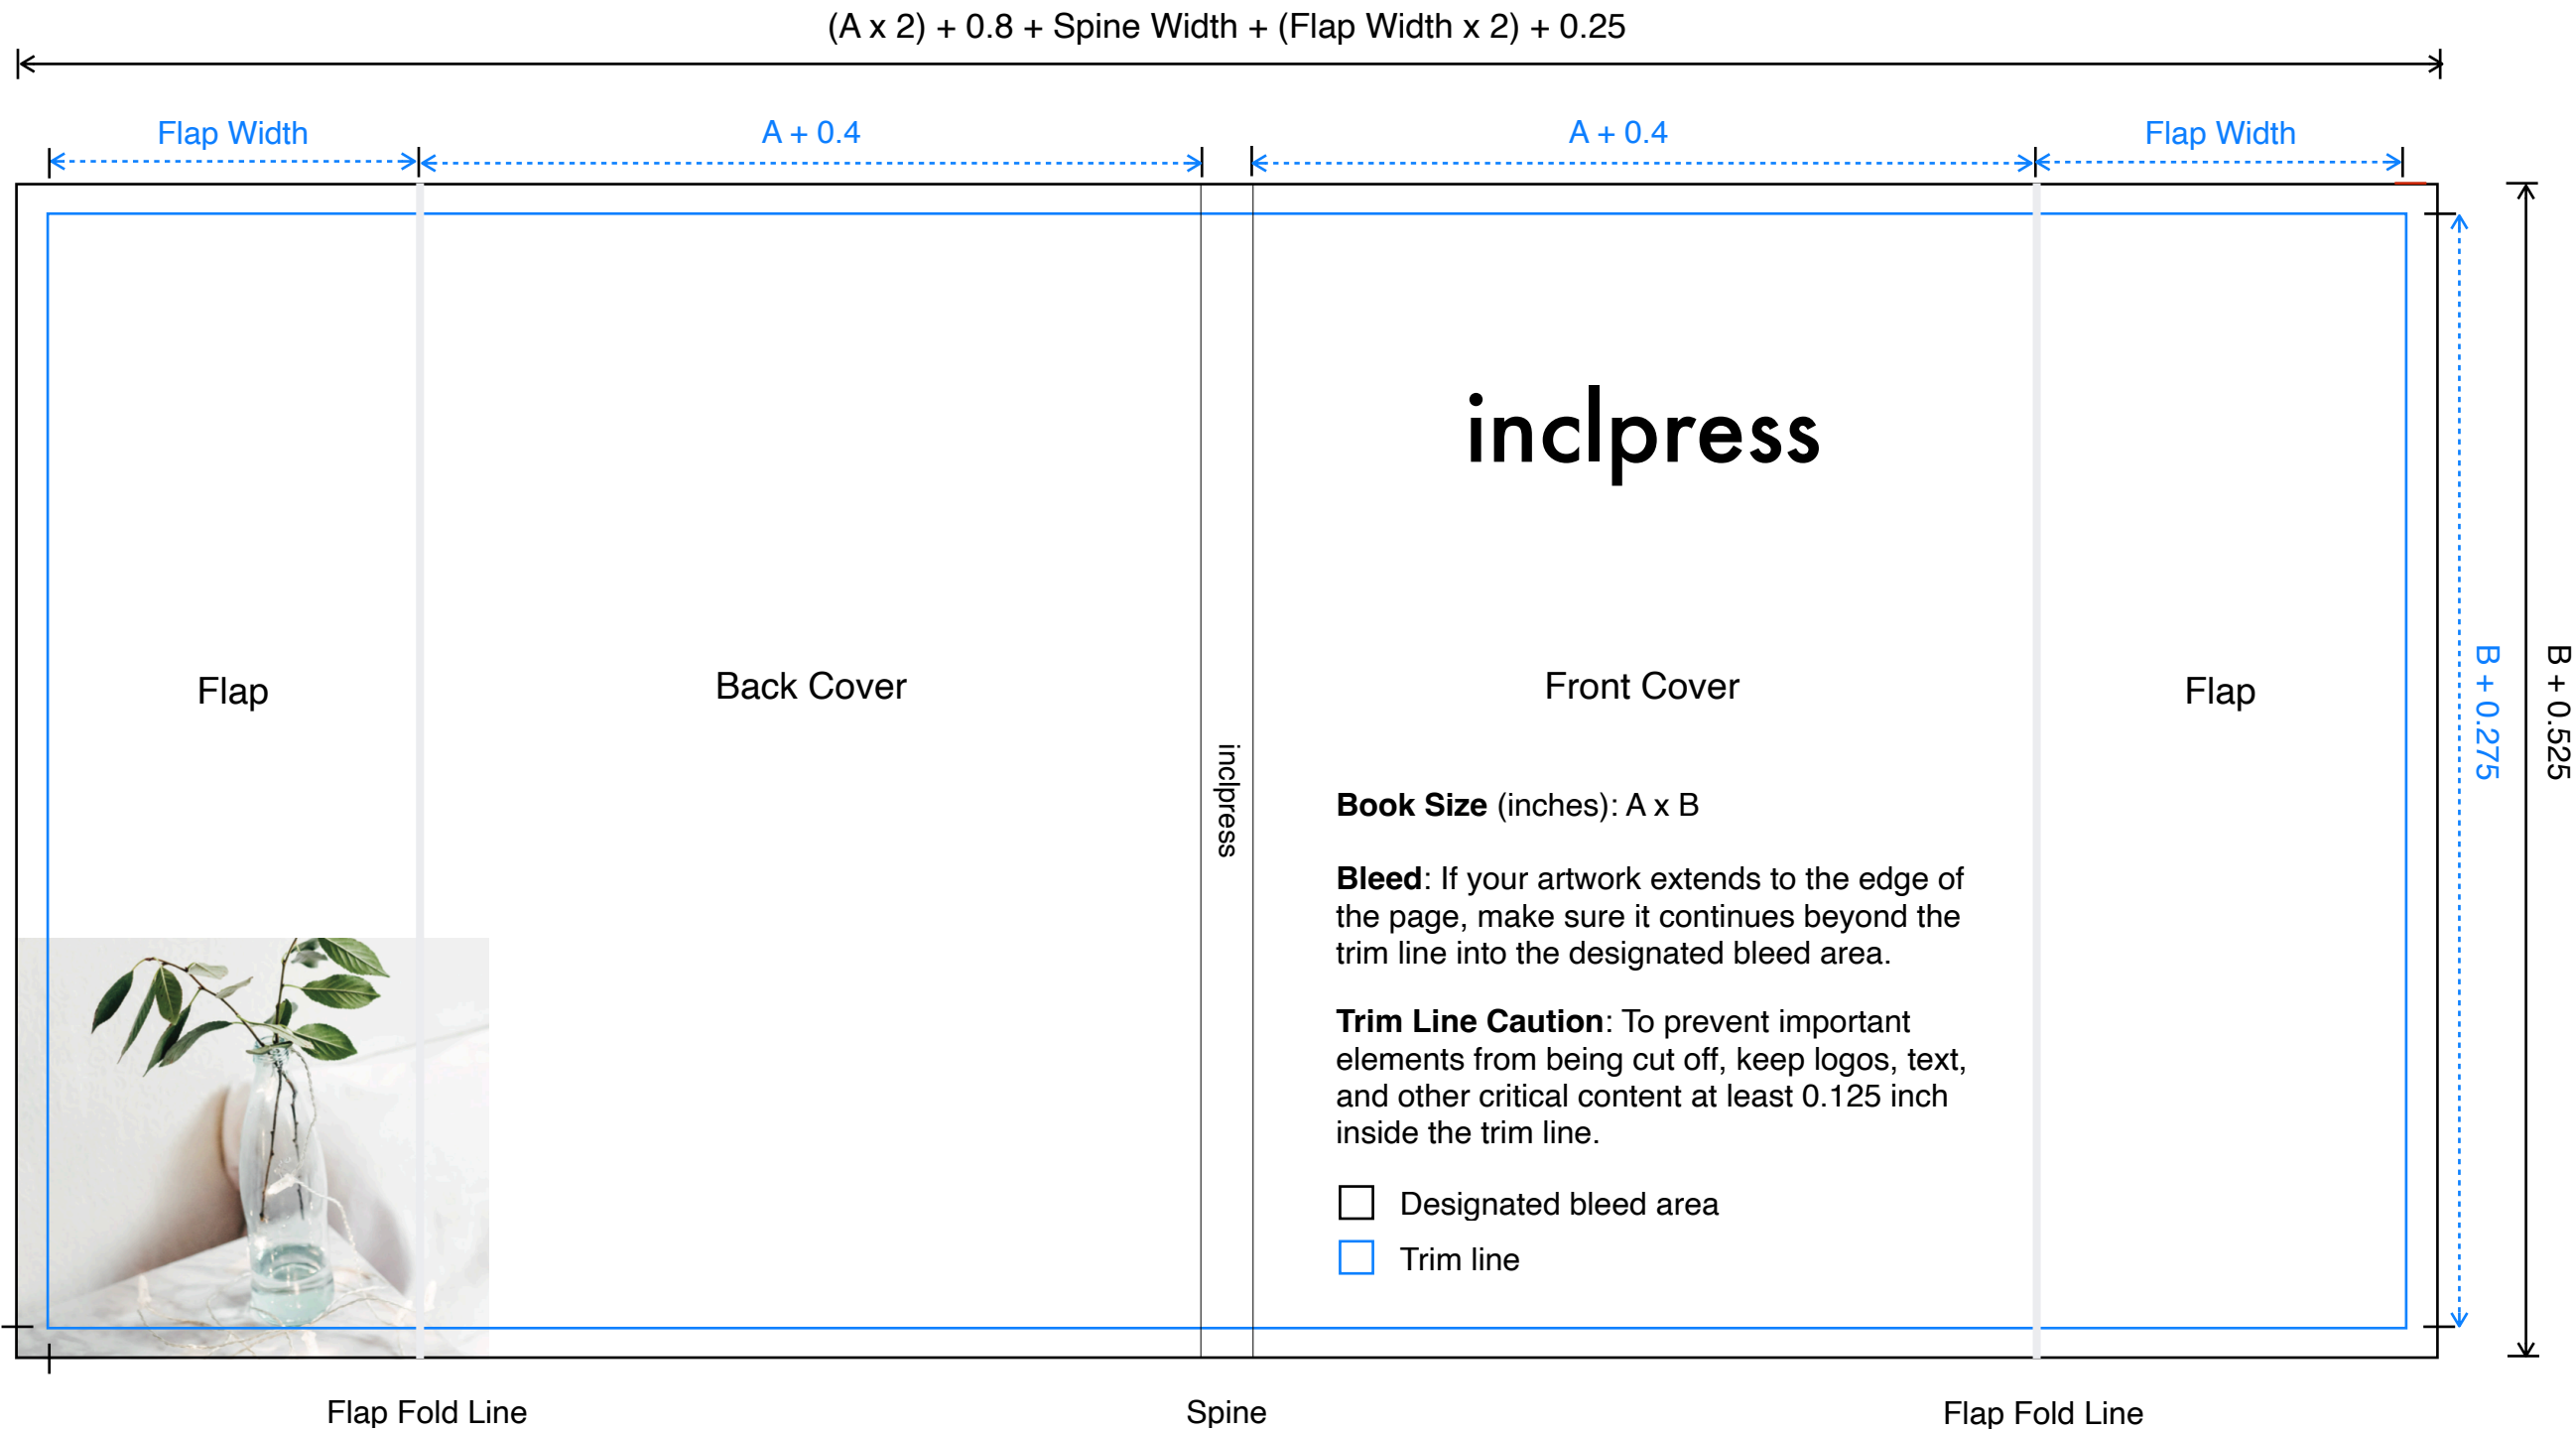 (A x 2) + 0.8 + Spine Width + (Flap Width x 2) + 0.25
Flap Width
A + 0.4
A + 0.4
Flap Width
inclpress
Flap
Back Cover
inclpress
Front Cover
Flap
B + 0.275
B + 0.525
Book Size (inches): A x B
Bleed: If your artwork extends to the edge of
the page, make sure it continues beyond the
trim line into the designated bleed area.
Trim Line Caution: To prevent important
elements from being cut off, keep logos, text,
and other critical content at least 0.125 inch
inside the trim line.
Designated bleed area
Trim line
Flap Fold Line
Spine
Flap Fold Line